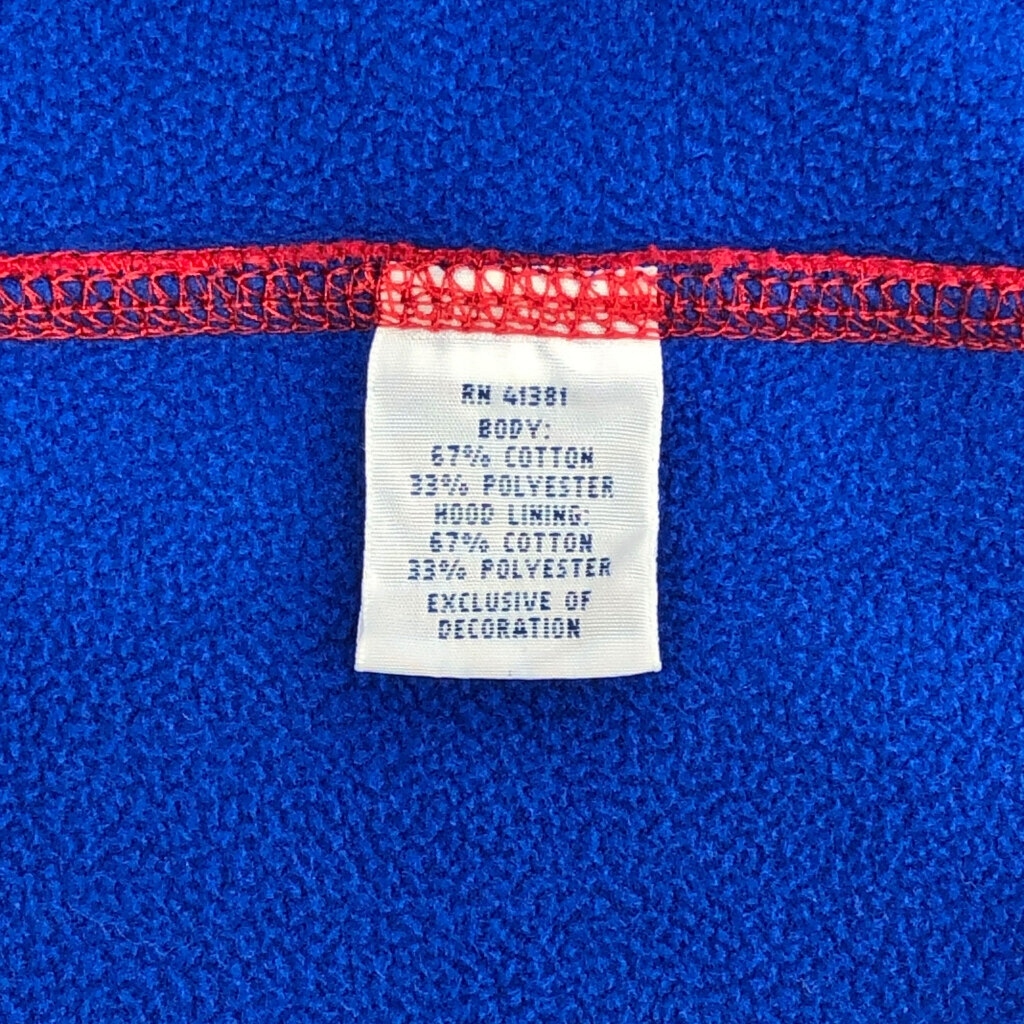 RN 41381
BODY:
67% COTTON
33% POLYESTER
HOOD LINING:
67% COTTON
33% POLYESTER
EXCLUSIVE OF
DECORATION